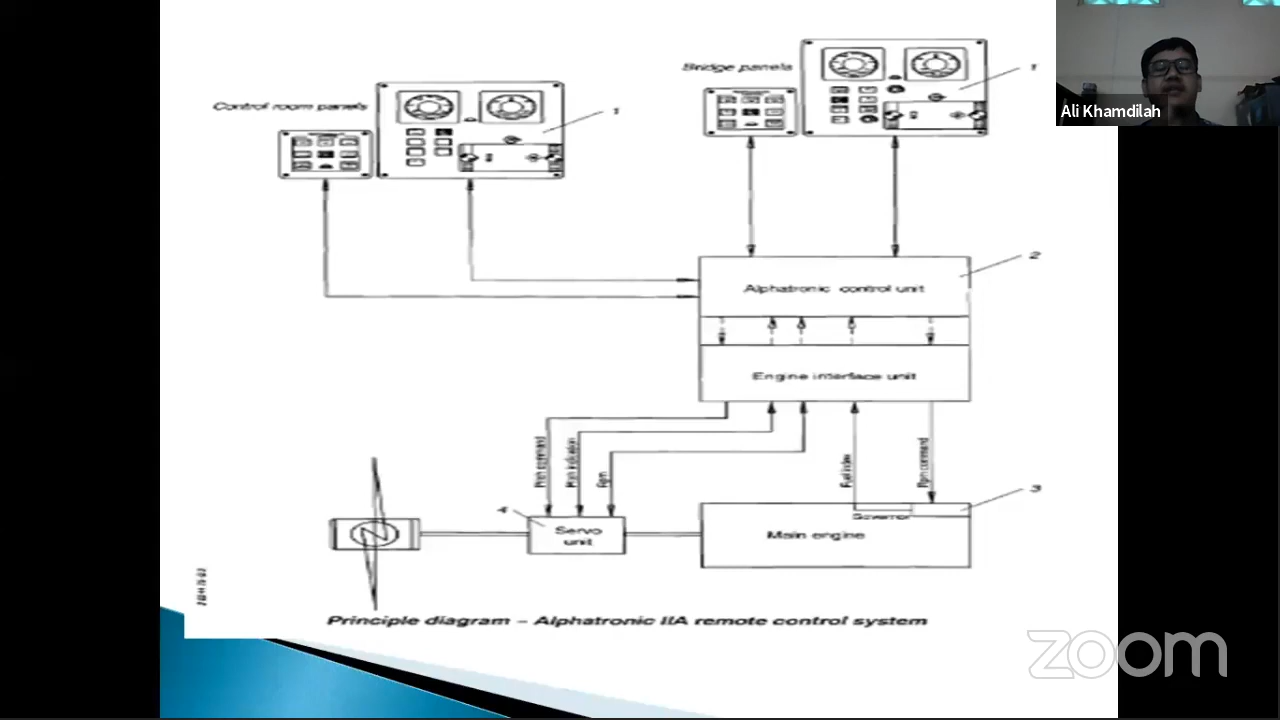 Bridge panels
1
Control room panels
1
Ali Khamdilah
2
Alphatronic control unit
Engine interface unit
Pitch command
Pitch indication
Rpm
Fuel index
Rpm command
3
4
Servo
unit
Governor
Main engine
Principle diagram – Alphatronic IIA remote control system
zoom